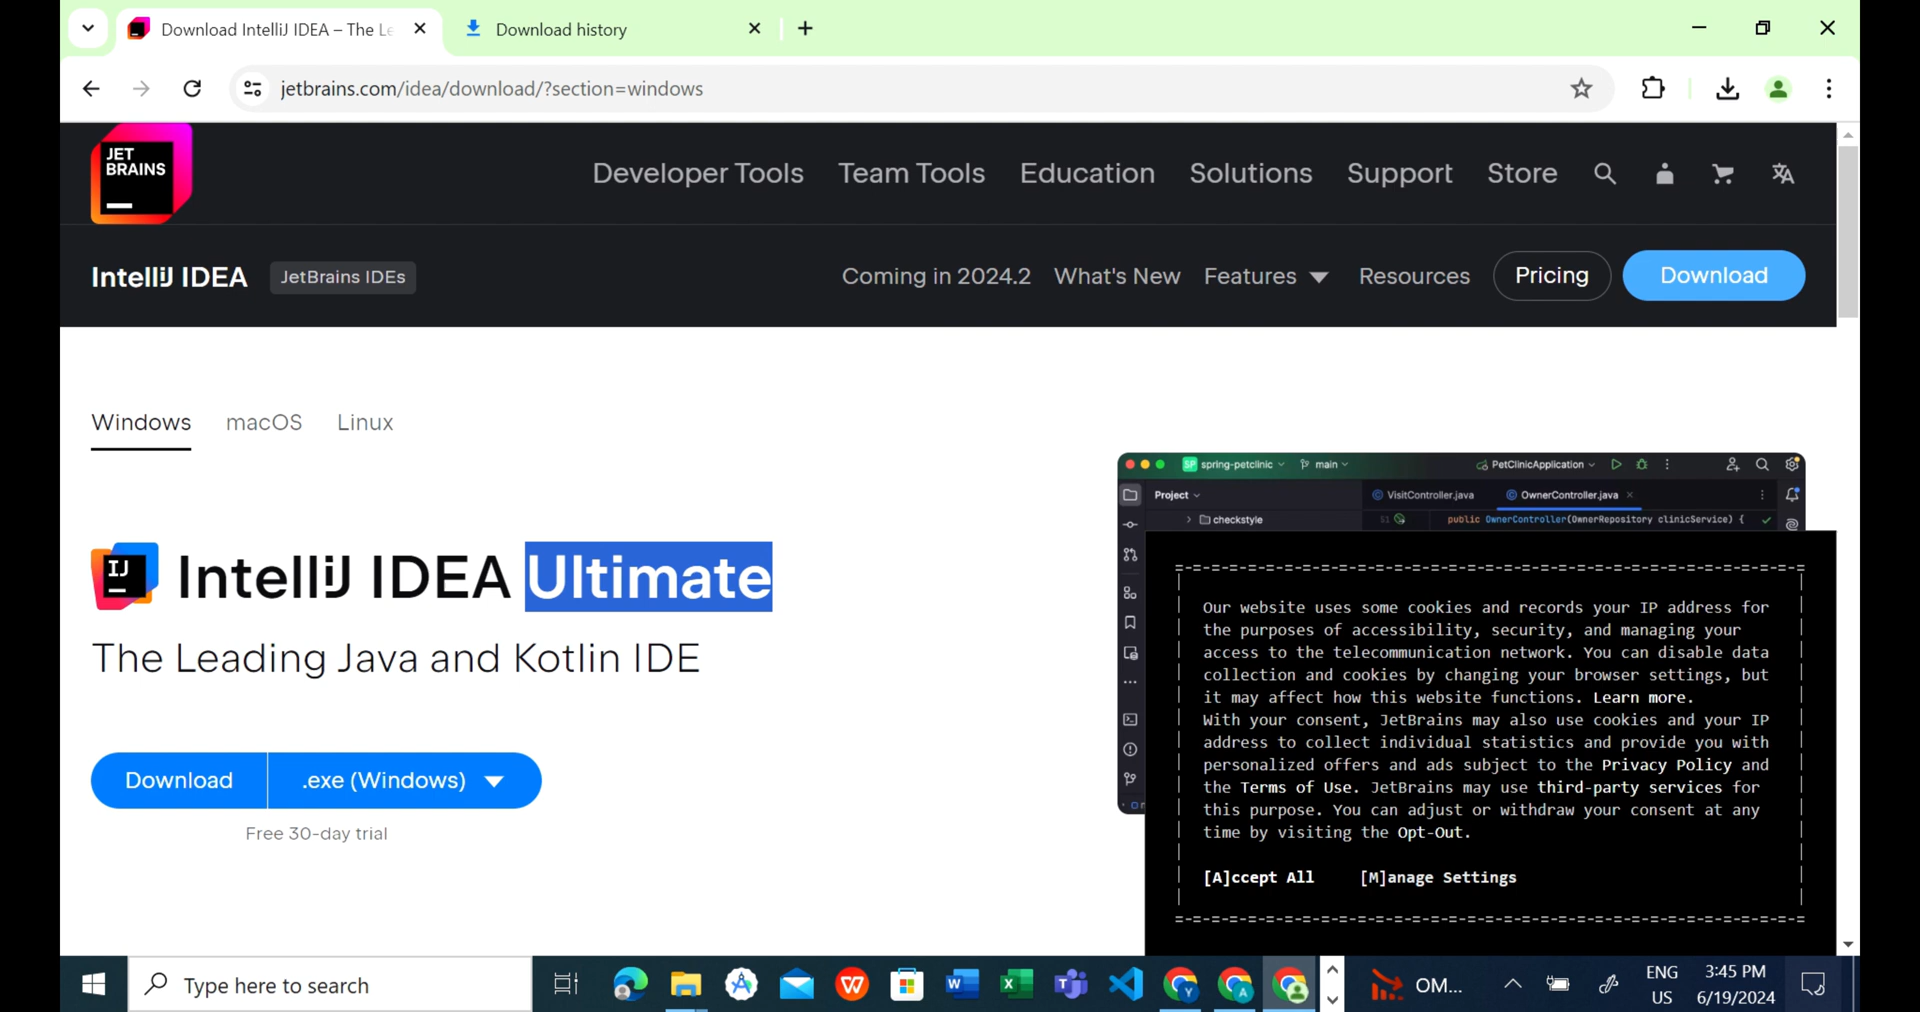 Download IntelliJ IDEA – The Le
Download history
jetbrains.com/idea/download/?section=windows
JET
BRAINS
Developer Tools
Team Tools
Education
Solutions
Support
Store
IntelliJ IDEA
JetBrains IDEs
Coming in 2024.2
What's New
Features
Resources
Pricing
Download
Windows
macOS
Linux
IJ
IntelliJ IDEA Ultimate
The Leading Java and Kotlin IDE
Download
.exe (Windows)
Free 30-day trial
SP spring-petclinic
main
PetClinicApplication
Project
VisitController.java
OwnerController.java
checkstyle
51
public OwnerController(OwnerRepository clinicService) {
Our website uses some cookies and records your IP address for
the purposes of accessibility, security, and managing your
access to the telecommunication network. You can disable data
collection and cookies by changing your browser settings, but
it may affect how this website functions. Learn more.
With your consent, JetBrains may also use cookies and your IP
address to collect individual statistics and provide you with
personalized offers and ads subject to the Privacy Policy and
the Terms of Use. JetBrains may use third-party services for
this purpose. You can adjust or withdraw your consent at any
time by visiting the Opt-Out.
[A]ccept All
[M]anage Settings
Type here to search
OM...
ENG
US
3:45 PM
6/19/2024